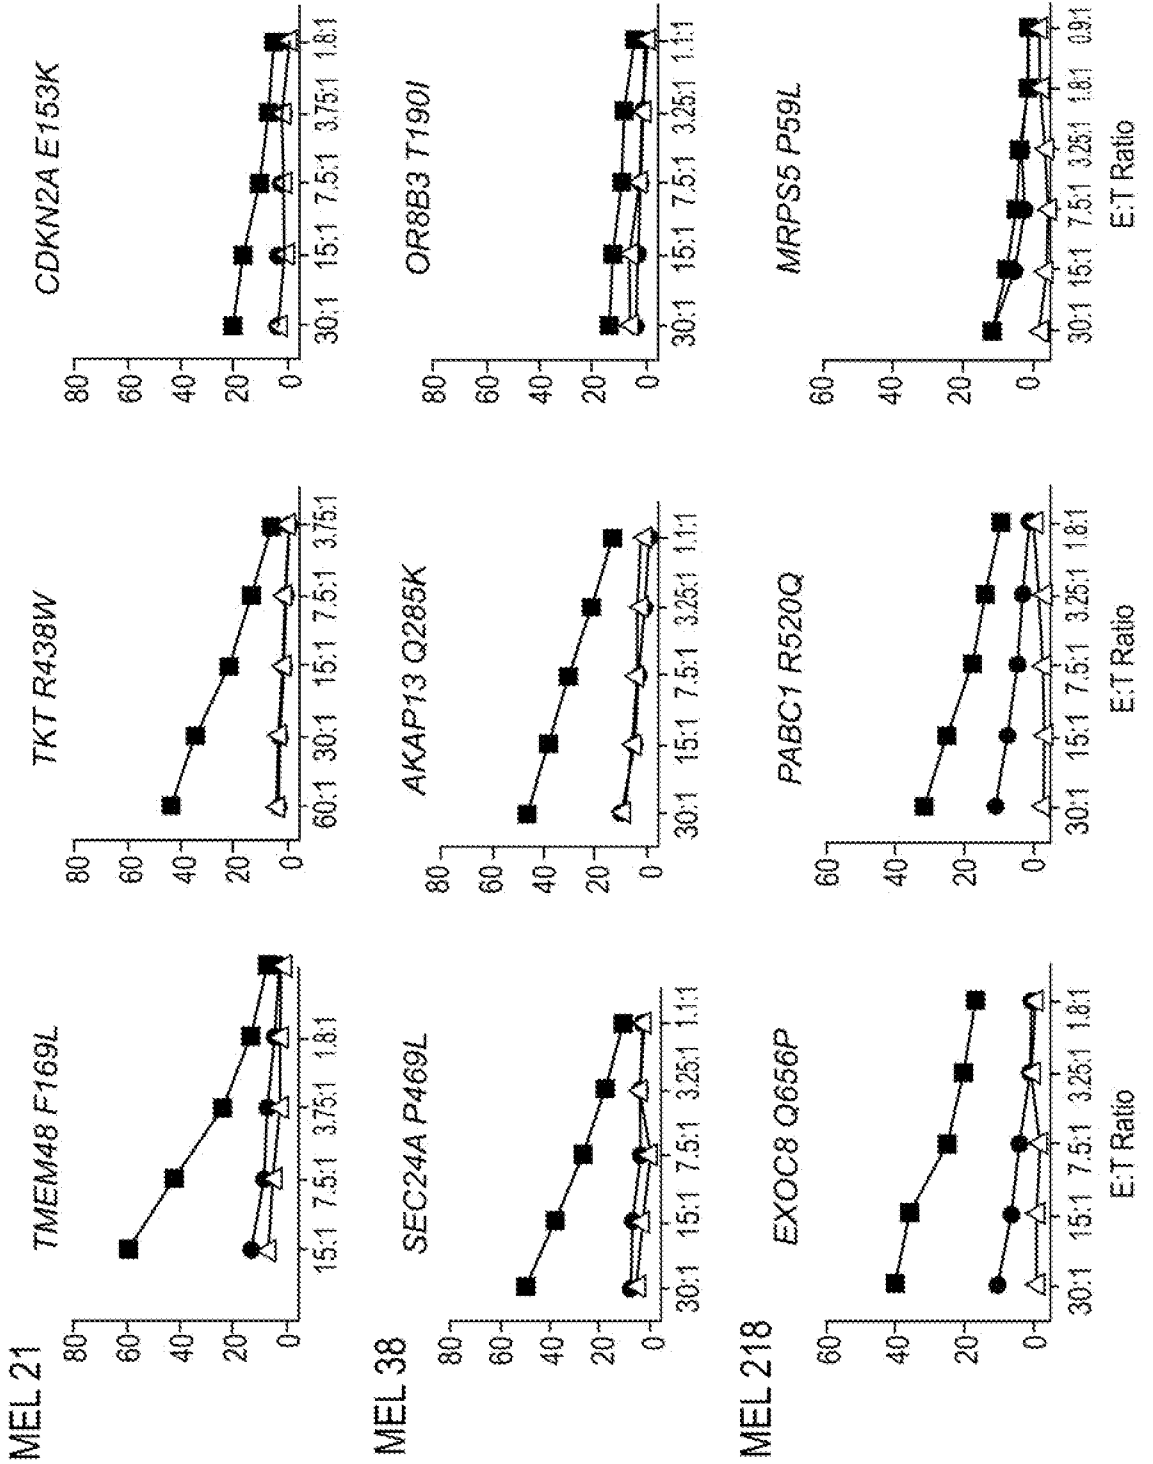 MEL 21
TMEM48 F169L
80
60
40
20
0
15:1 7.5:1 3.75:1 1.8:1
TKT R438W
80
60
40
20
0
60:1 30:1 15:1 7.5:1 3.75:1
CDKN2A E153K
80
60
40
20
0
30:1 15:1 7.5:1 3.75:1 1.8:1
MEL 38
SEC24A P469L
80
60
40
20
0
30:1 15:1 7.5:1 3.25:1 1.1:1
AKAP13 Q285K
80
60
40
20
0
30:1 15:1 7.5:1 3.25:1 1.1:1
OR8B3 T190I
80
60
40
20
0
30:1 15:1 7.5:1 3.25:1 1.1:1
MEL 218
EXOC8 Q656P
60
40
20
0
30:1 15:1 7.5:1 3.25:1 1.8:1
E:T Ratio
PABC1 R520Q
60
40
20
0
30:1 15:1 7.5:1 3.25:1 1.8:1
E:T Ratio
MRPS5 P59L
60
40
20
0
30:1 15:1 7.5:1 3.25:1 1.8:1 0.9:1
E:T Ratio